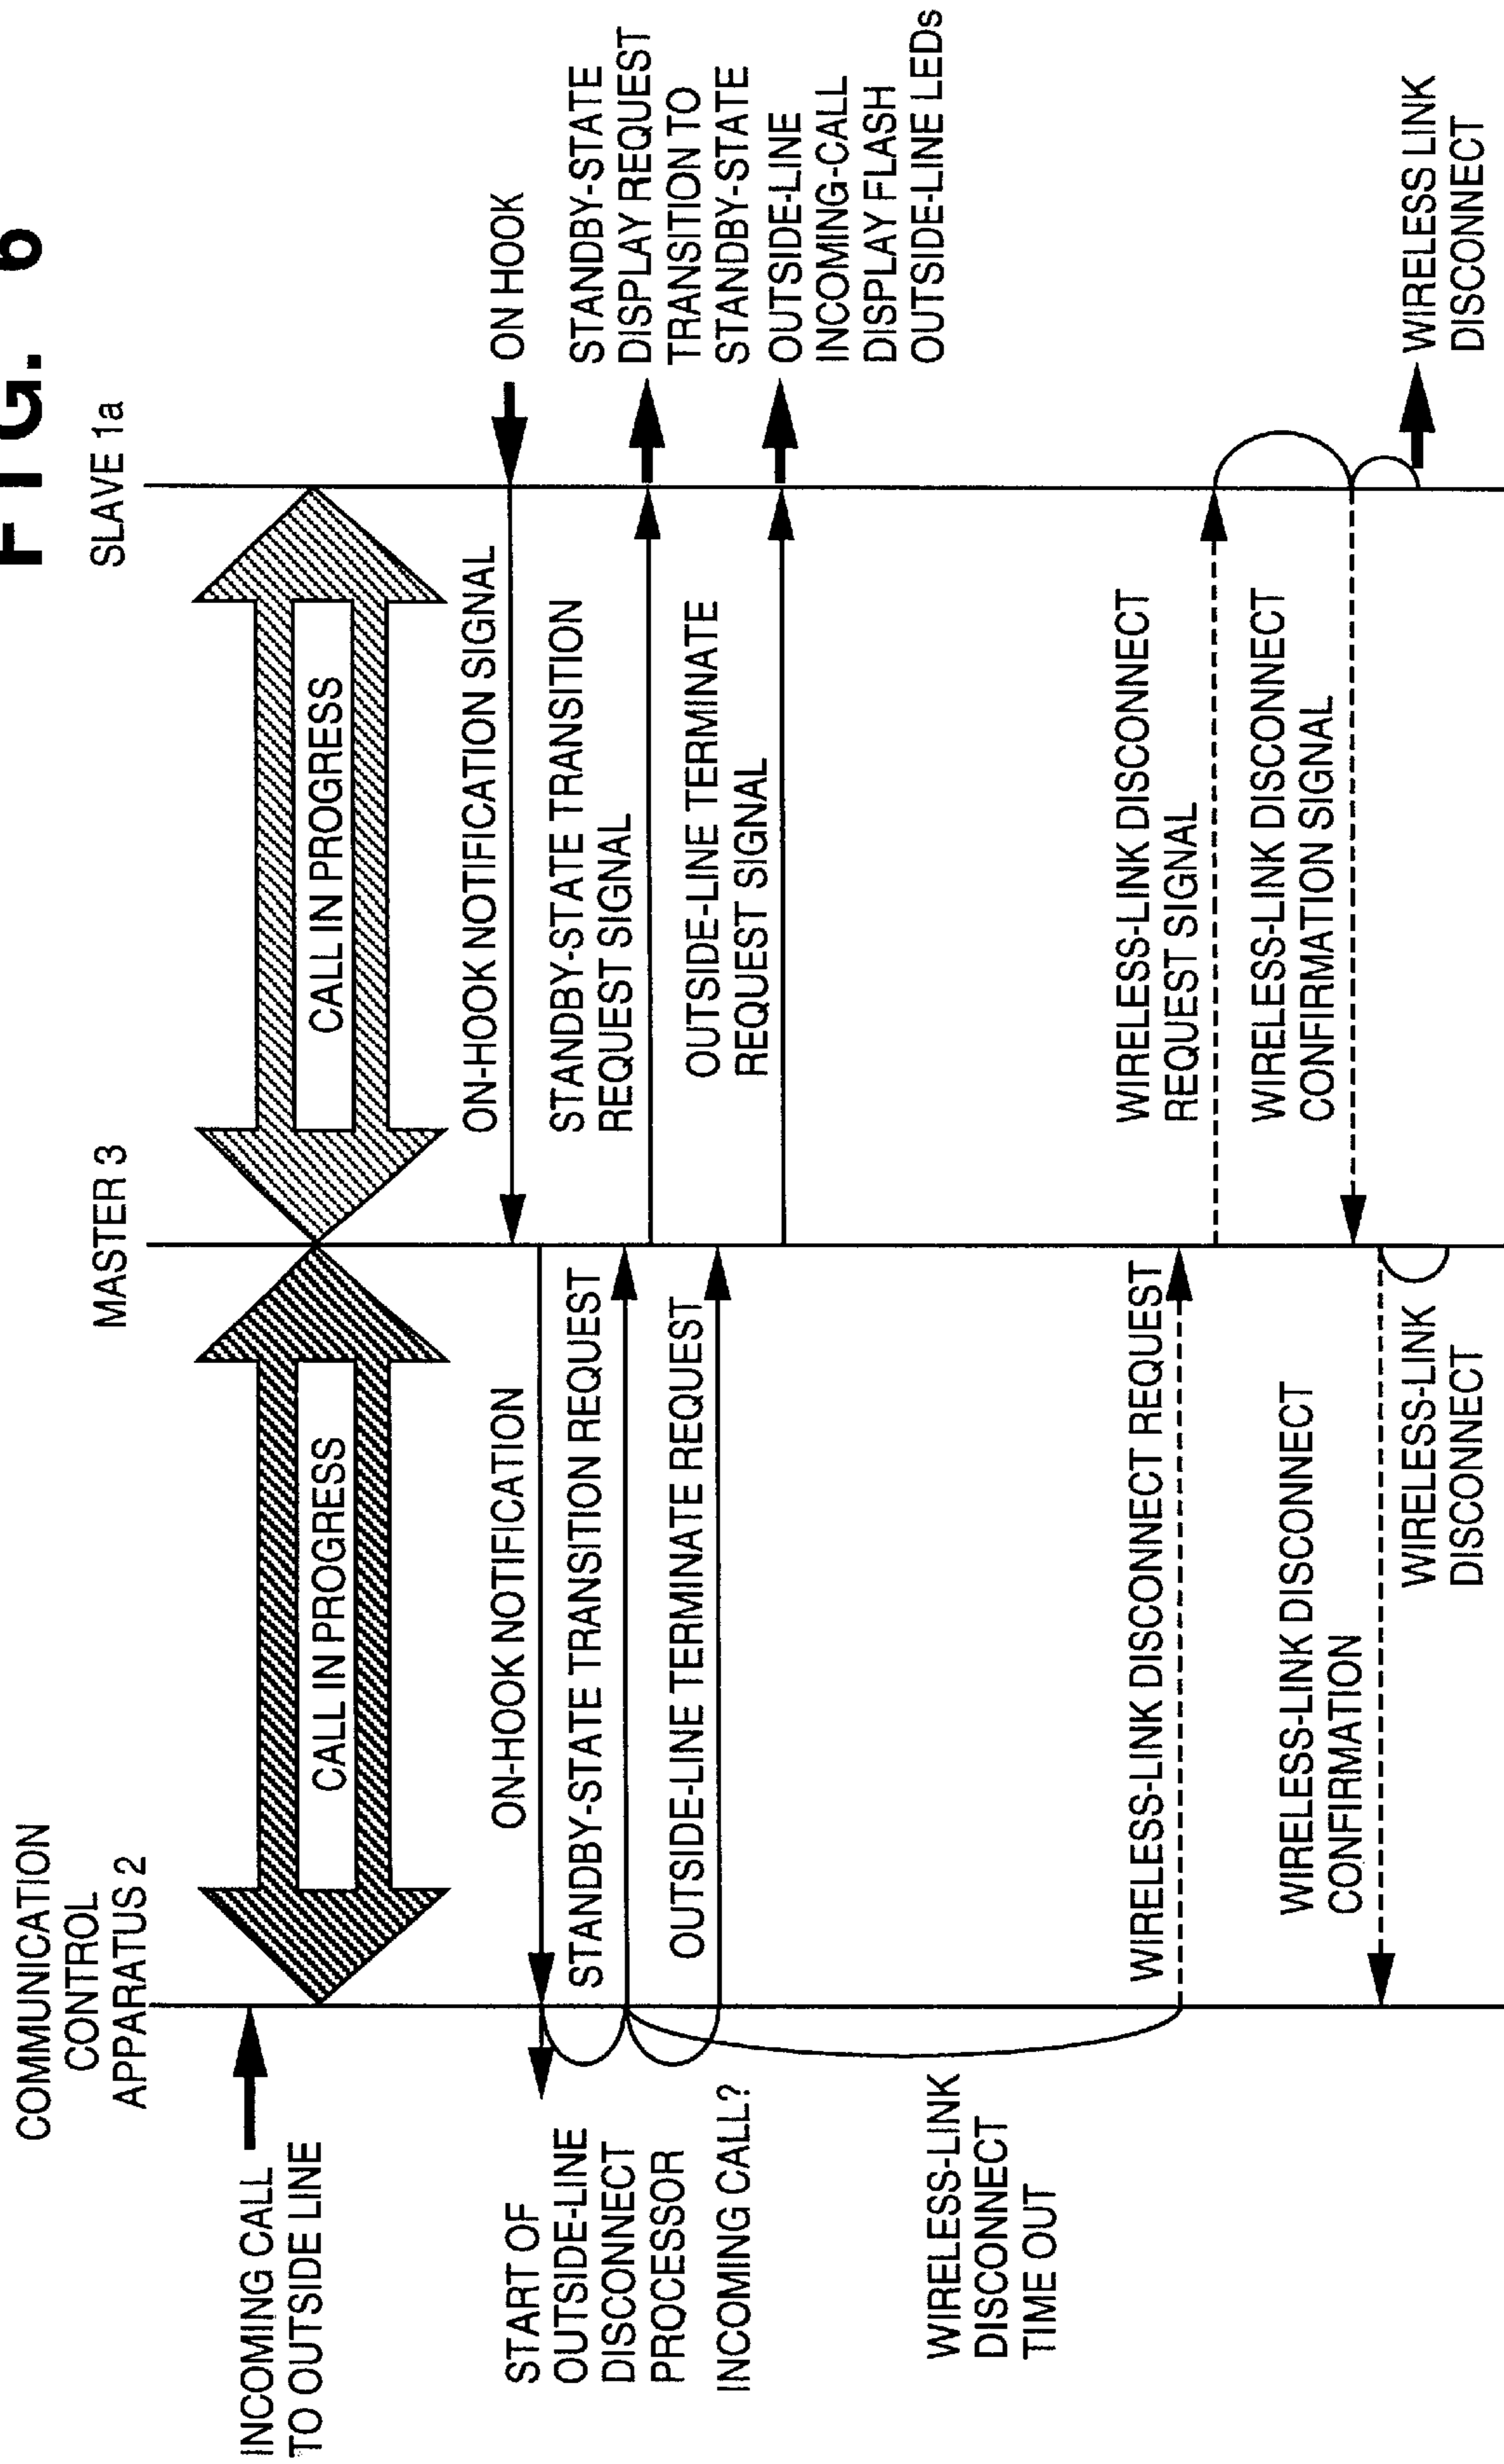 FIG. 6
COMMUNICATION
CONTROL
APPARATUS 2
MASTER 3
SLAVE 1a
INCOMING CALL
TO OUTSIDE LINE
CALL IN PROGRESS
CALL IN PROGRESS
ON-HOOK NOTIFICATION SIGNAL
ON HOOK
START OF
OUTSIDE-LINE
DISCONNECT
PROCESSOR
ON-HOOK NOTIFICATION
STANDBY-STATE TRANSITION REQUEST
STANDBY-STATE TRANSITION
REQUEST SIGNAL
STANDBY-STATE
DISPLAY REQUEST
TRANSITION TO
STANDBY-STATE
INCOMING CALL?
OUTSIDE-LINE TERMINATE REQUEST
OUTSIDE-LINE TERMINATE
REQUEST SIGNAL
OUTSIDE-LINE
INCOMING-CALL
DISPLAY FLASH
OUTSIDE-LINE LEDs
WIRELESS-LINK
DISCONNECT
TIME OUT
WIRELESS-LINK DISCONNECT REQUEST
WIRELESS-LINK DISCONNECT
REQUEST SIGNAL
WIRELESS-LINK DISCONNECT
CONFIRMATION SIGNAL
WIRELESS-LINK DISCONNECT
CONFIRMATION
WIRELESS-LINK
DISCONNECT
WIRELESS LINK
DISCONNECT